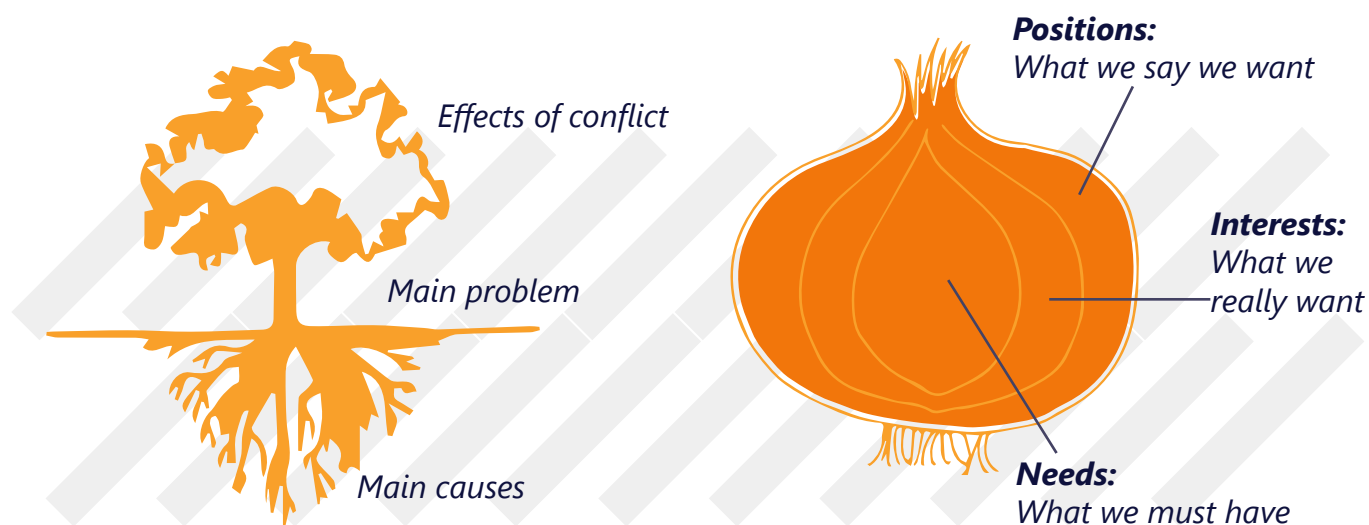 Effects of conflict
Main problem
Main causes
Positions:
What we say we want
Interests:
What we
really want
Needs:
What we must have